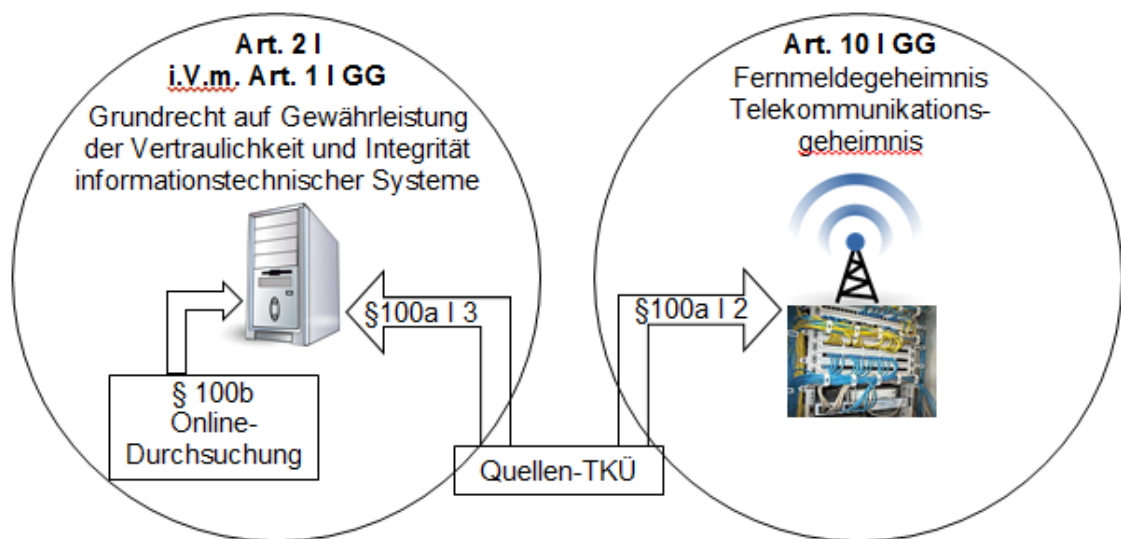 Art. 2 I
i.V.m. Art. 1 I GG
Grundrecht auf Gewährleistung
der Vertraulichkeit und Integrität
informationstechnischer Systeme
§100a I 3
§ 100b
Online-
Durchsuchung
Quellen-TKÜ
Art. 10 I GG
Fernmeldegeheimnis
Telekommunikations-
geheimnis
§100a I 2